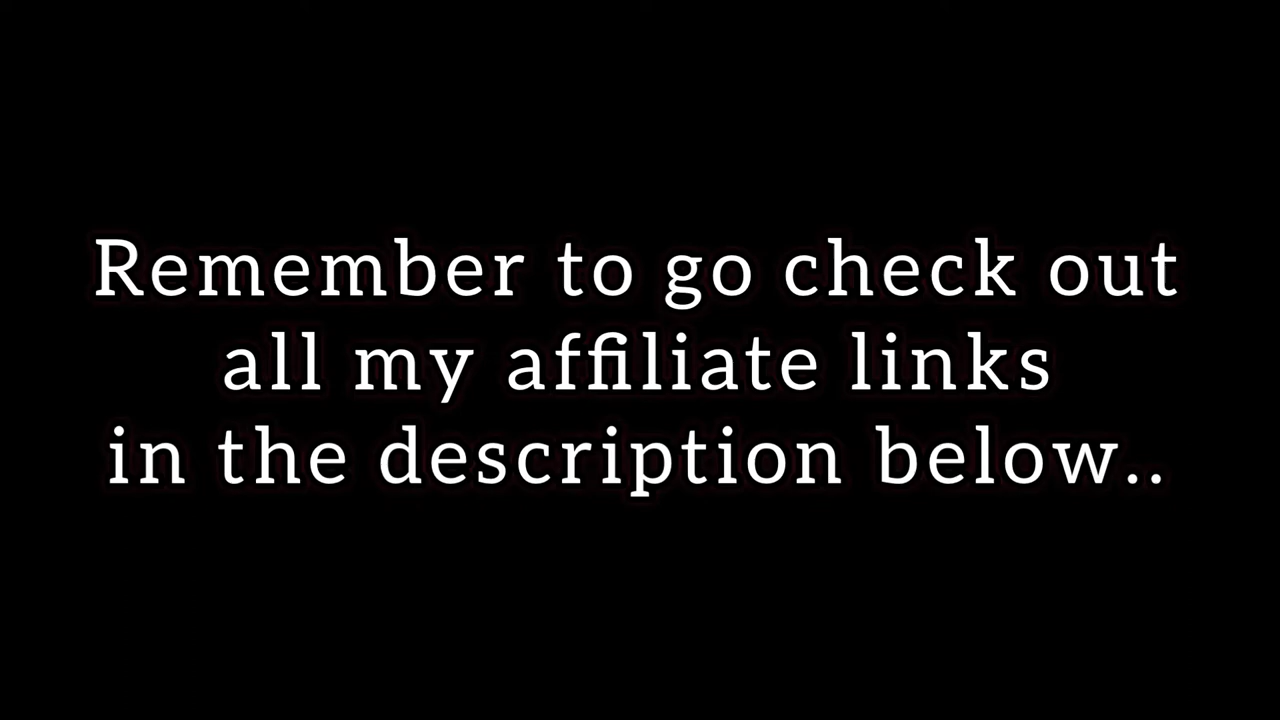 Remember to go check out
all my affiliate links
in the description below..